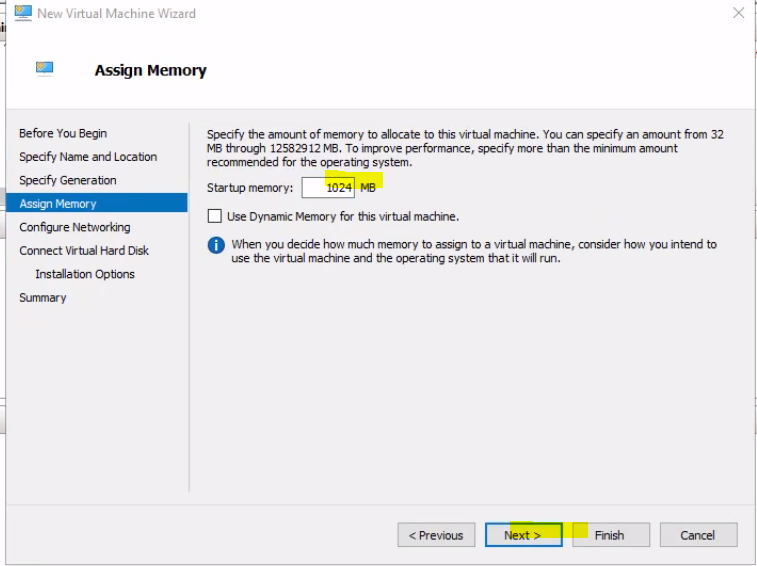 New Virtual Machine Wizard
Assign Memory
Before You Begin
Specify Name and Location
Specify Generation
Assign Memory
Configure Networking
Connect Virtual Hard Disk
Installation Options
Summary
Specify the amount of memory to allocate to this virtual machine. You can specify an amount from 32
MB through 12582912 MB. To improve performance, specify more than the minimum amount
recommended for the operating system.
Startup memory: 1024 MB
Use Dynamic Memory for this virtual machine.
When you decide how much memory to assign to a virtual machine, consider how you intend to
use the virtual machine and the operating system that it will run.
< Previous Next > Finish Cancel